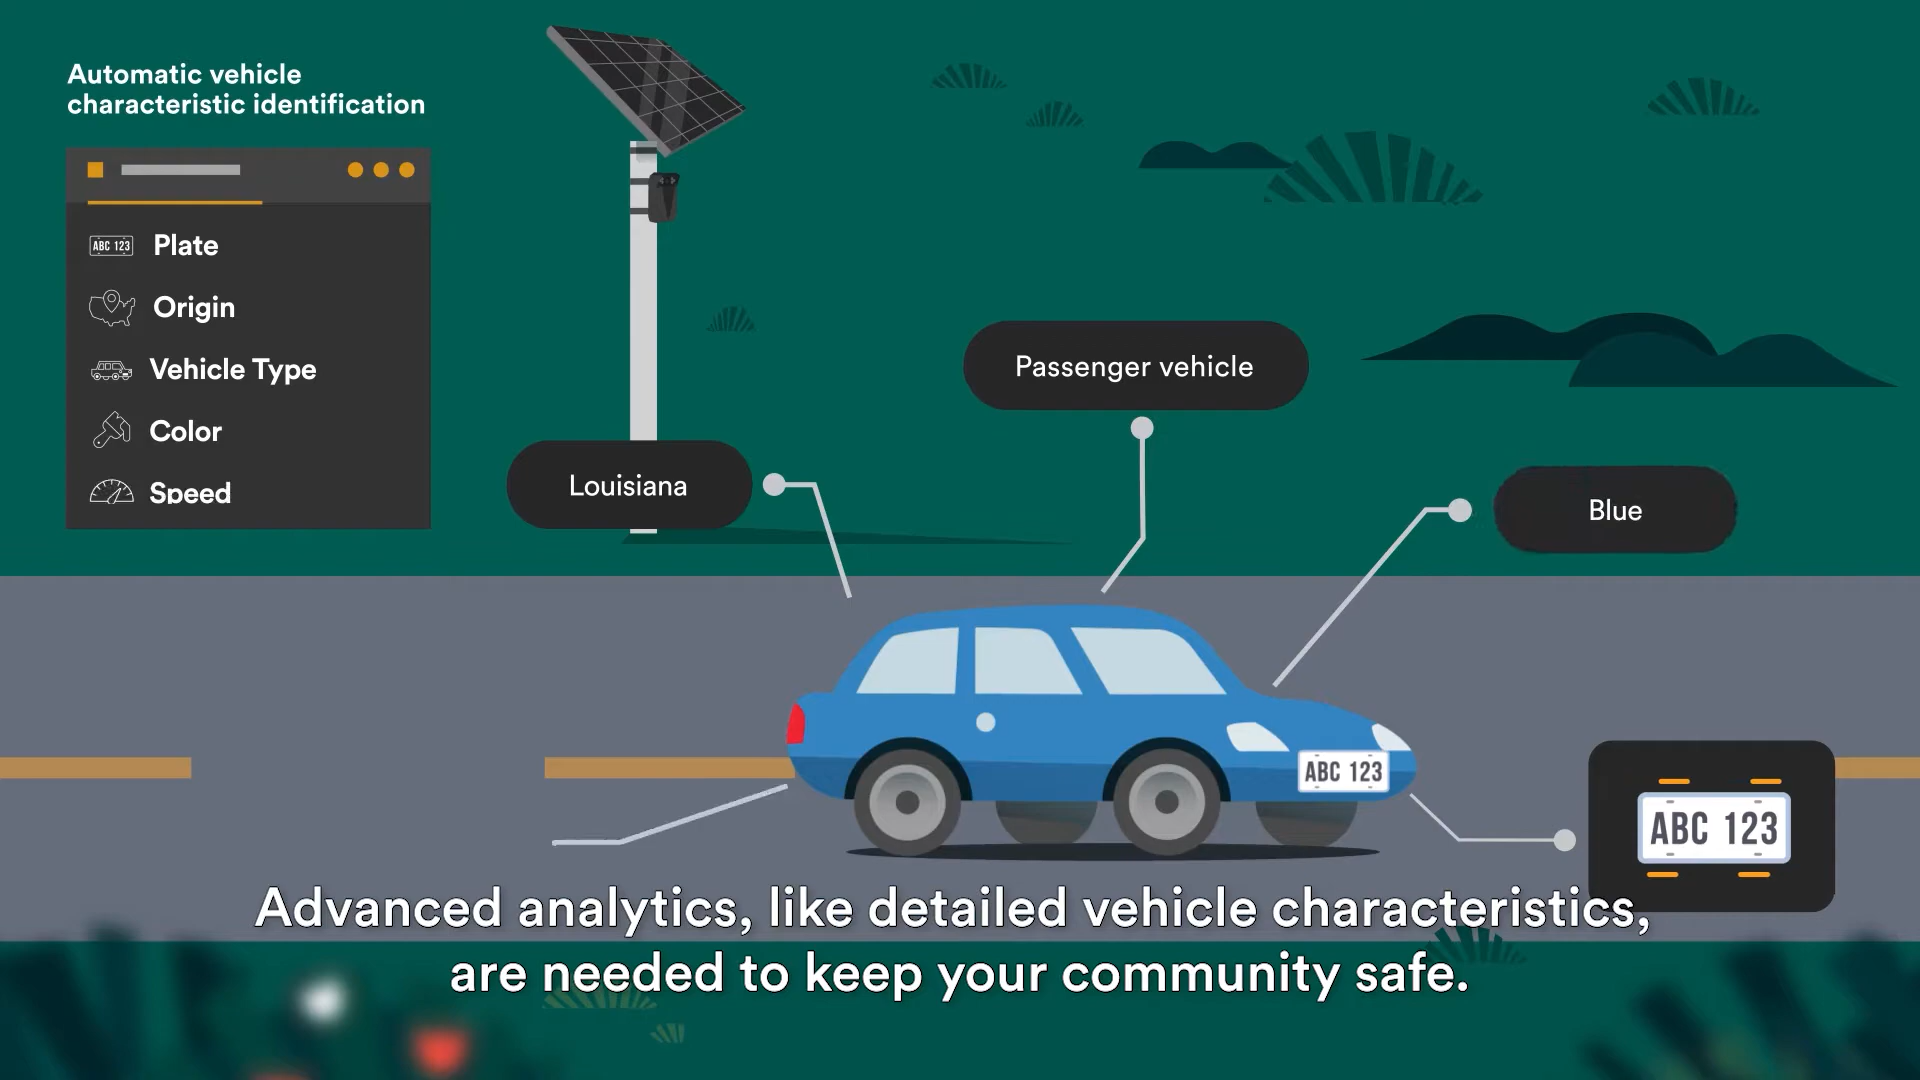 Automatic vehicle
characteristic identification
ABC 123
Plate
Origin
Vehicle Type
Color
Speed
Passenger vehicle
Louisiana
Blue
ABC 123
ABC 123
Advanced analytics, like detailed vehicle characteristics,
are needed to keep your community safe.